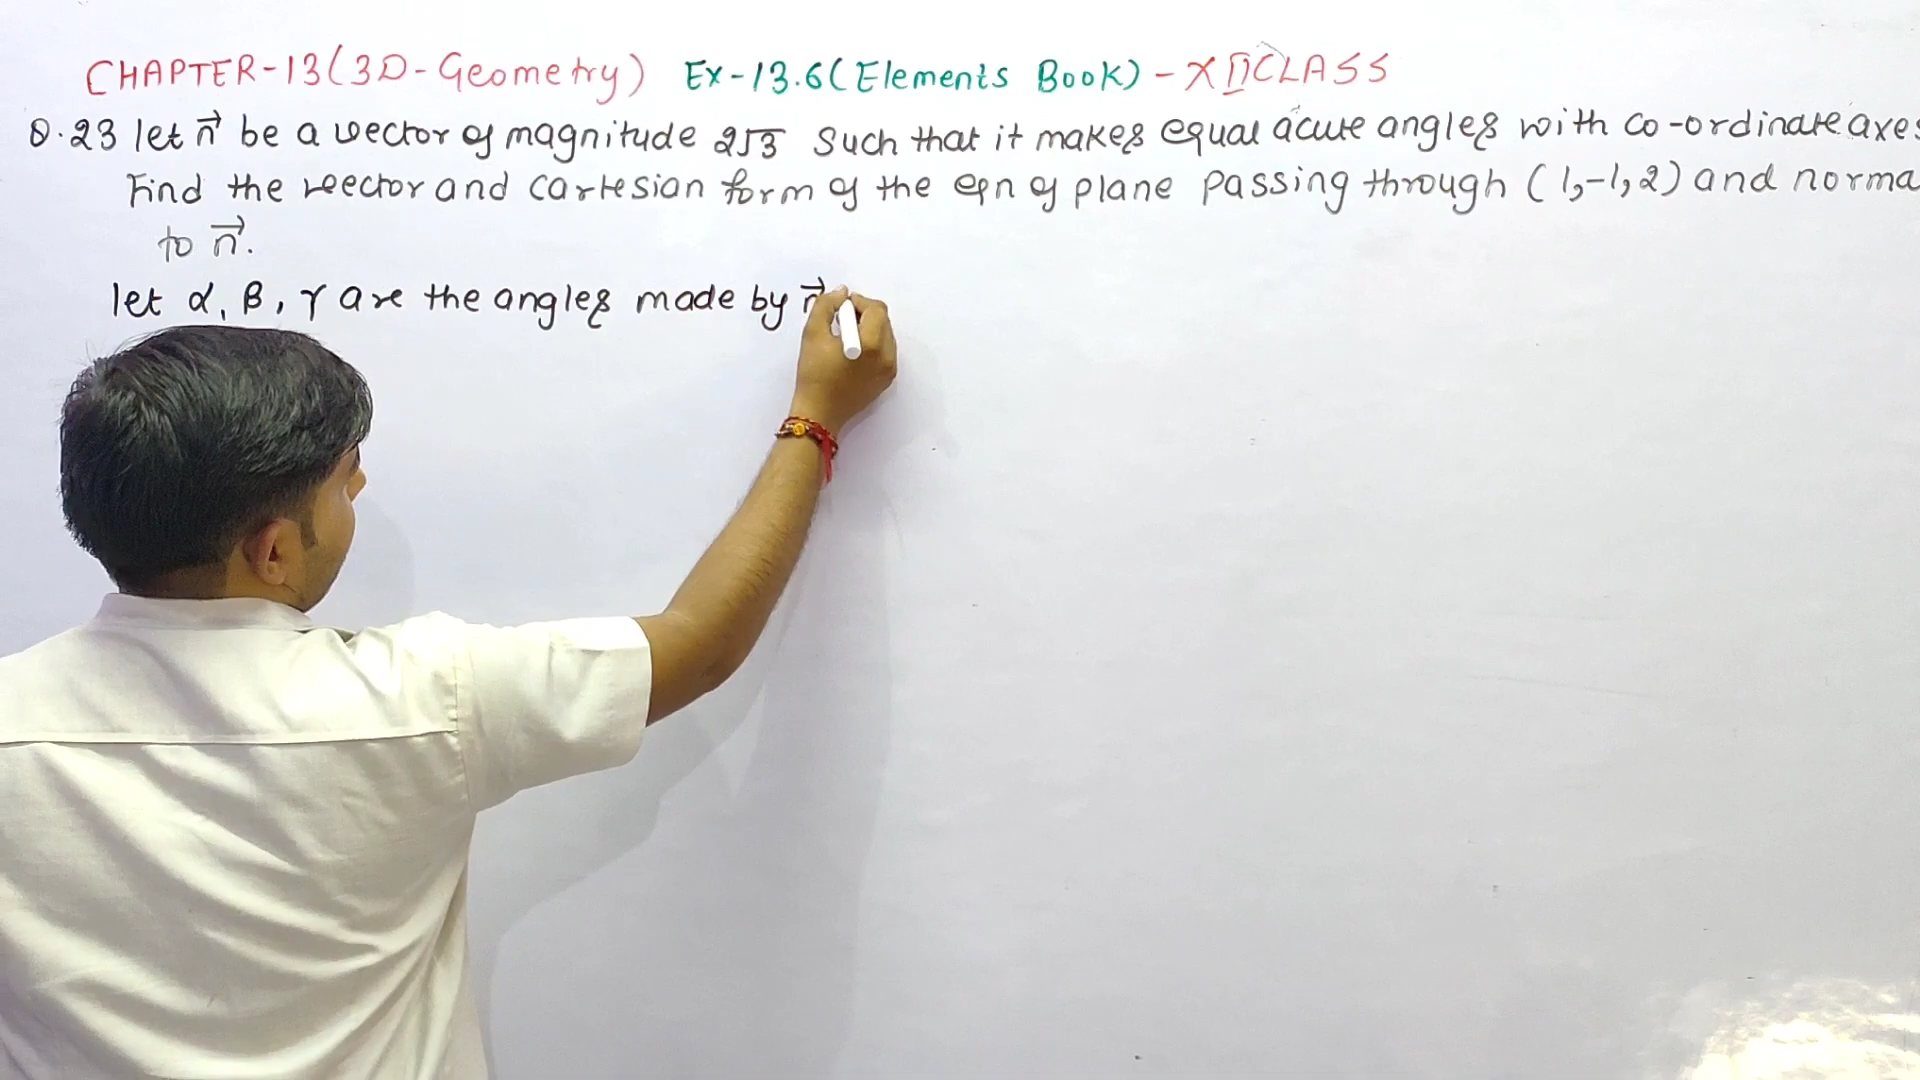 CHAPTER-13(3D-Geometry) Ex-13.6(Elements Book)-XIICLASS
Q.23 let n⃗ be a vector of magnitude 2√3 Such that it makes equal acute angles with co-ordinate axes
Find the vector and cartesian form of the eqn of plane passing through (1,-1,2) and norma
to n⃗.
let α, β, γ are the angles made by n⃗